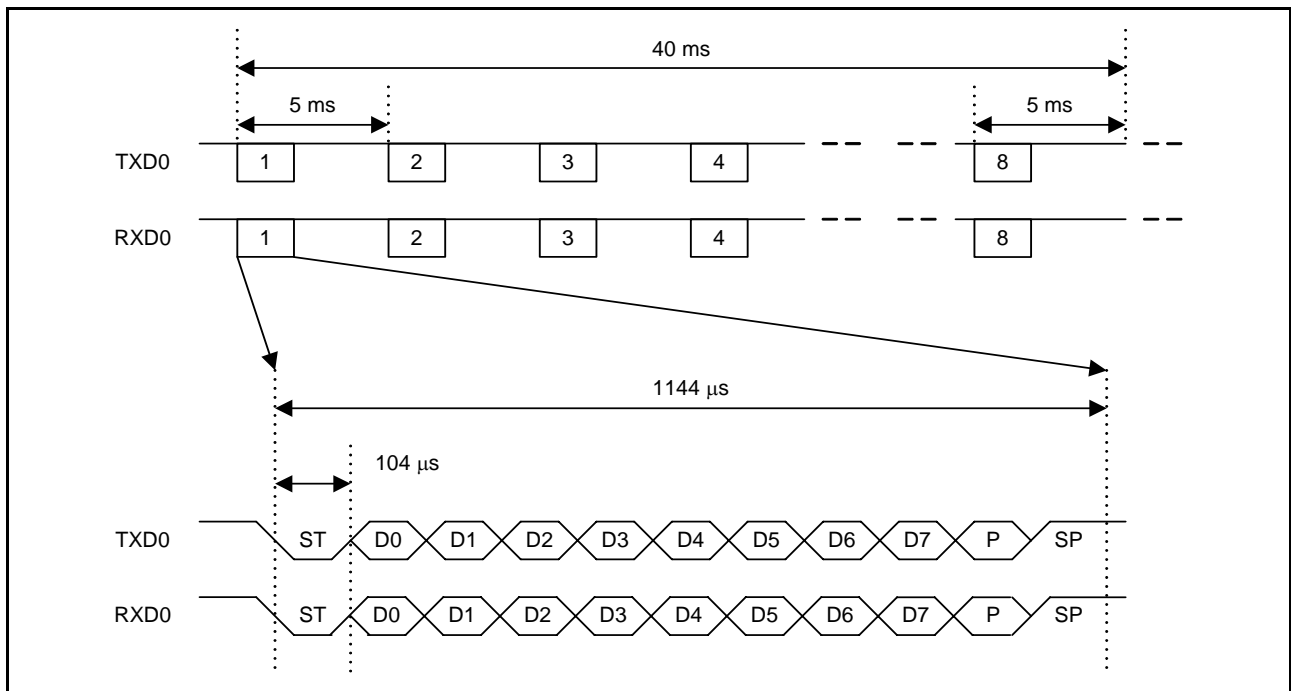 40 ms
5 ms 5 ms
TXD0 1 2 3 4 8
RXD0 1 2 3 4 8
1144 μs
104 μs
TXD0 ST D0 D1 D2 D3 D4 D5 D6 D7 P SP
RXD0 ST D0 D1 D2 D3 D4 D5 D6 D7 P SP